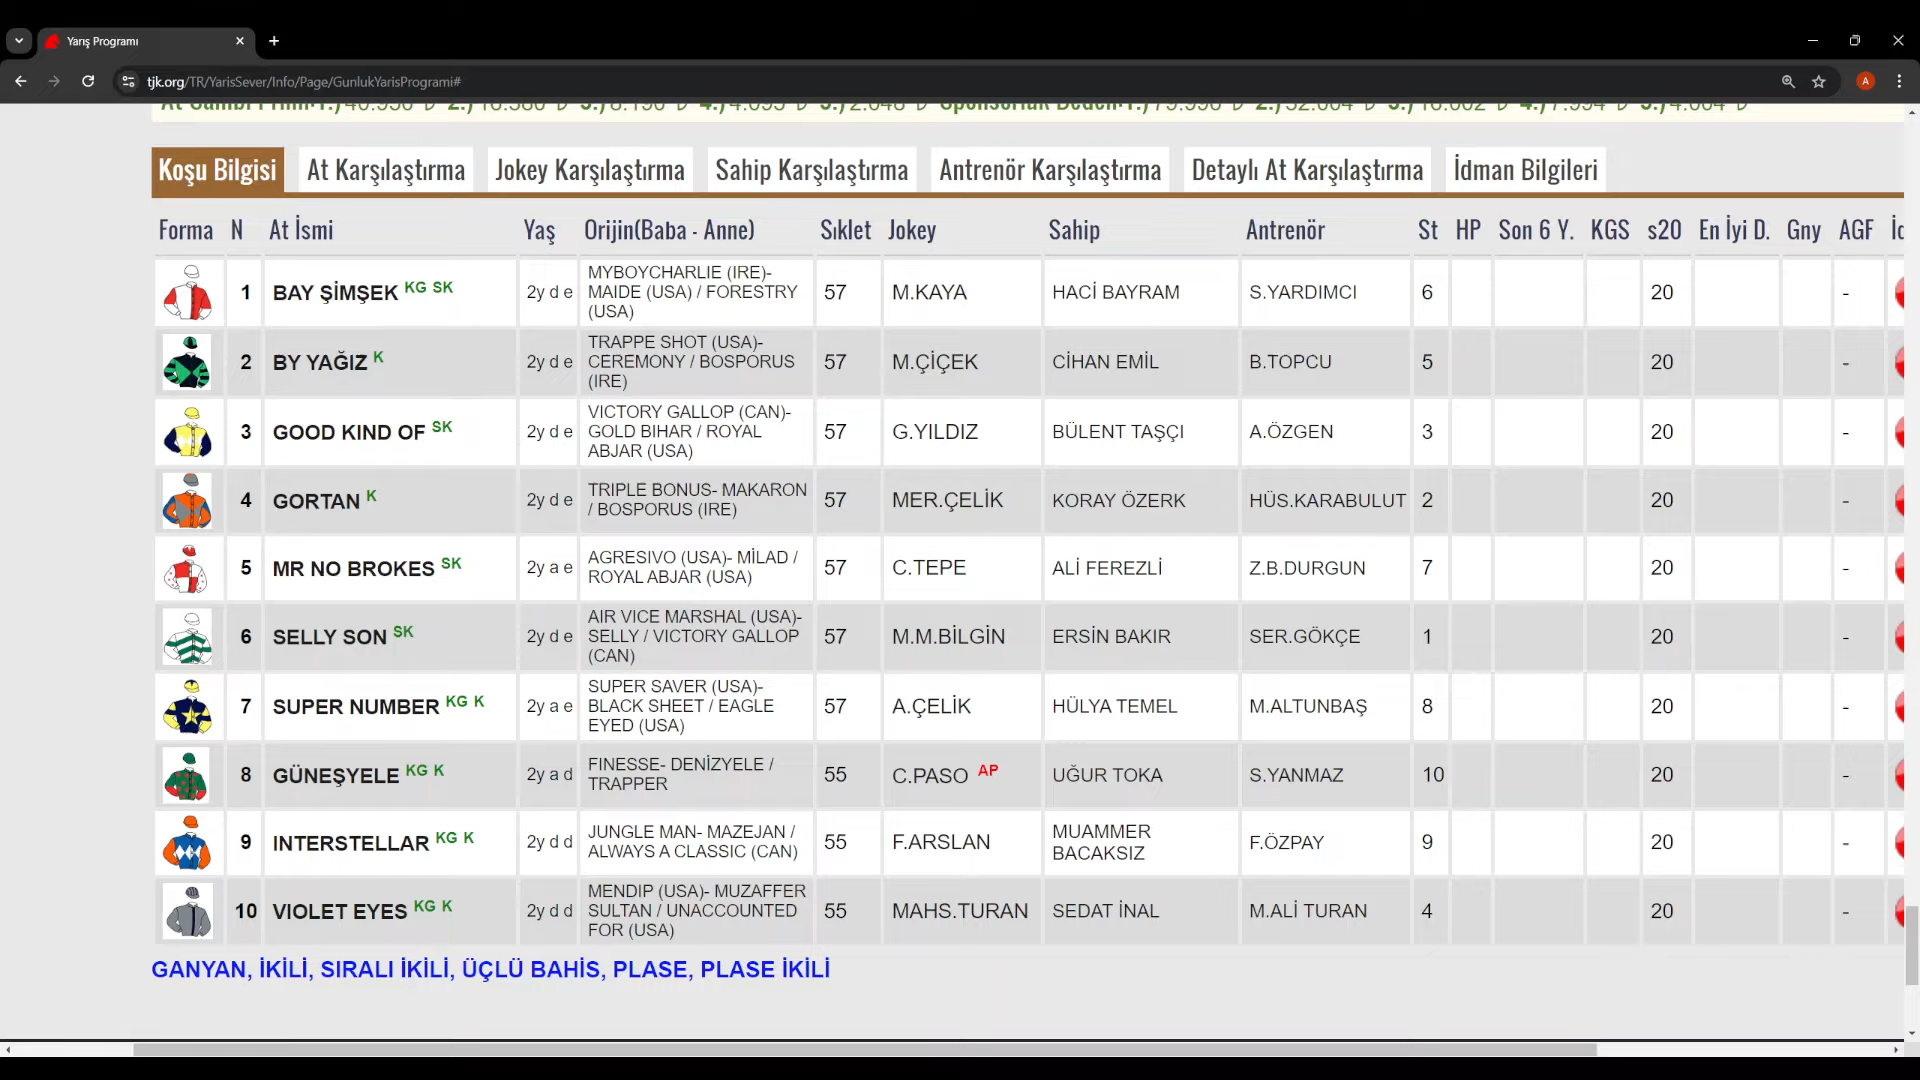 Yarış Programı
tjk.org/TR/YarisSever/Info/Page/GunlukYarisProgrami#
A
Koşu Bilgisi At Karşılaştırma Jokey Karşılaştırma Sahip Karşılaştırma Antrenör Karşılaştırma Detaylı At Karşılaştırma İdman Bilgileri
Forma N At İsmi Yaş Orijin(Baba - Anne) Sıklet Jokey Sahip Antrenör St HP Son 6 Y. KGS s20 En İyi D. Gny AGF
1 BAY ŞİMŞEK KG SK 2y d e MYBOYCHARLIE (IRE)- MAIDE (USA) / FORESTRY (USA) 57 M.KAYA HACİ BAYRAM S.YARDIMCI 6 20 -
2 BY YAĞIZ K 2y d e TRAPPE SHOT (USA)- CEREMONY / BOSPORUS (IRE) 57 M.ÇİÇEK CİHAN EMİL B.TOPCU 5 20 -
3 GOOD KIND OF SK 2y d e VICTORY GALLOP (CAN)- GOLD BIHAR / ROYAL ABJAR (USA) 57 G.YILDIZ BÜLENT TAŞÇI A.ÖZGEN 3 20 -
4 GORTAN K 2y d e TRIPLE BONUS- MAKARON / BOSPORUS (IRE) 57 MER.ÇELİK KORAY ÖZERK HÜS.KARABULUT 2 20 -
5 MR NO BROKES SK 2y a e AGRESIVO (USA)- MİLAD / ROYAL ABJAR (USA) 57 C.TEPE ALİ FEREZLİ Z.B.DURGUN 7 20 -
6 SELLY SON SK 2y d e AIR VICE MARSHAL (USA)- SELLY / VICTORY GALLOP (CAN) 57 M.M.BİLGİN ERSİN BAKIR SER.GÖKÇE 1 20 -
7 SUPER NUMBER KG K 2y a e SUPER SAVER (USA)- BLACK SHEET / EAGLE EYED (USA) 57 A.ÇELİK HÜLYA TEMEL M.ALTUNBAŞ 8 20 -
8 GÜNEŞYELE KG K 2y a d FINESSE- DENİZYELE / TRAPPER 55 C.PASO AP UĞUR TOKA S.YANMAZ 10 20 -
9 INTERSTELLAR KG K 2y d d JUNGLE MAN- MAZEJAN / ALWAYS A CLASSIC (CAN) 55 F.ARSLAN MUAMMER BACAKSIZ F.ÖZPAY 9 20 -
10 VIOLET EYES KG K 2y d d MENDIP (USA)- MUZAFFER SULTAN / UNACCOUNTED FOR (USA) 55 MAHS.TURAN SEDAT İNAL M.ALİ TURAN 4 20 -
GANYAN, İKİLİ, SIRALI İKİLİ, ÜÇLÜ BAHİS, PLASE, PLASE İKİLİ